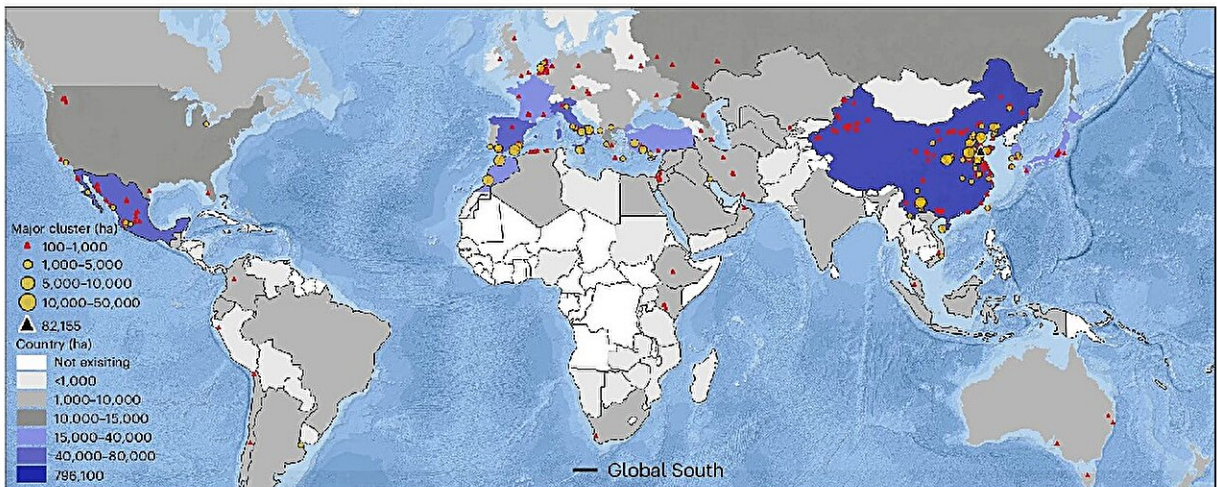 Major cluster (ha)
100–1,000
1,000–5,000
5,000–10,000
10,000–50,000
82,155
Country (ha)
Not exisiting
<1,000
1,000–10,000
10,000–15,000
15,000–40,000
40,000–80,000
796,100
Global South